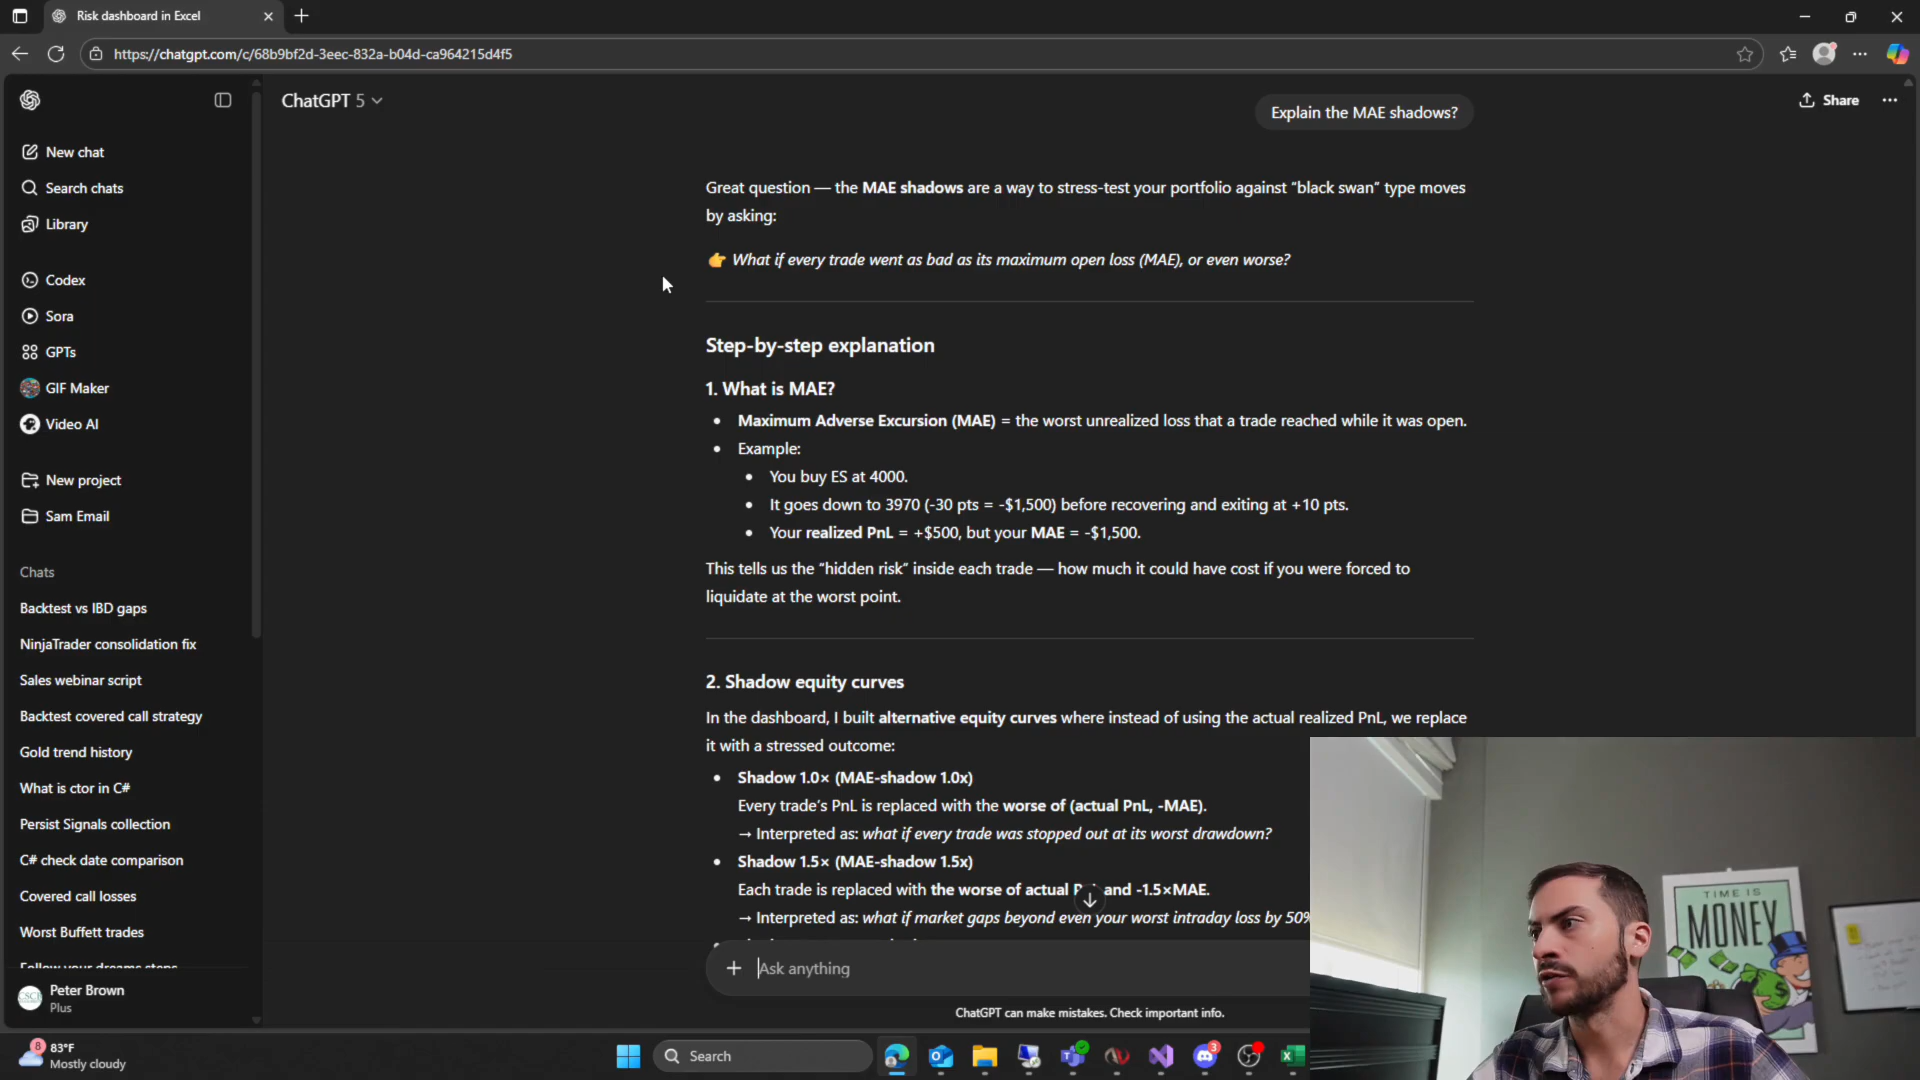 Risk dashboard in Excel
https://chatgpt.com/c/68b9bf2d-3eec-832a-b04d-ca964215d4f5
ChatGPT 5
Share
Explain the MAE shadows?
New chat
Search chats
Library
Codex
Sora
GPTs
GIF Maker
Video AI
New project
Sam Email
Chats
Backtest vs IBD gaps
NinjaTrader consolidation fix
Sales webinar script
Backtest covered call strategy
Gold trend history
What is ctor in C#
Persist Signals collection
C# check date comparison
Covered call losses
Worst Buffett trades
Follow your dreams steps
Peter Brown
Plus
Great question — the MAE shadows are a way to stress-test your portfolio against “black swan” type moves
by asking:
👉 What if every trade went as bad as its maximum open loss (MAE), or even worse?
Step-by-step explanation
1. What is MAE?
• Maximum Adverse Excursion (MAE) = the worst unrealized loss that a trade reached while it was open.
• Example:
• You buy ES at 4000.
• It goes down to 3970 (-30 pts = -$1,500) before recovering and exiting at +10 pts.
• Your realized PnL = +$500, but your MAE = -$1,500.
This tells us the “hidden risk” inside each trade — how much it could have cost if you were forced to
liquidate at the worst point.
2. Shadow equity curves
In the dashboard, I built alternative equity curves where instead of using the actual realized PnL, we replace
it with a stressed outcome:
• Shadow 1.0× (MAE-shadow 1.0x)
Every trade’s PnL is replaced with the worse of (actual PnL, -MAE).
→ Interpreted as: what if every trade was stopped out at its worst drawdown?
• Shadow 1.5× (MAE-shadow 1.5x)
Each trade is replaced with the worse of actual P and -1.5×MAE.
→ Interpreted as: what if market gaps beyond even your worst intraday loss by 50%
Ask anything
ChatGPT can make mistakes. Check important info.
TIME IS
MONEY
8
83°F
Mostly cloudy
Search
3